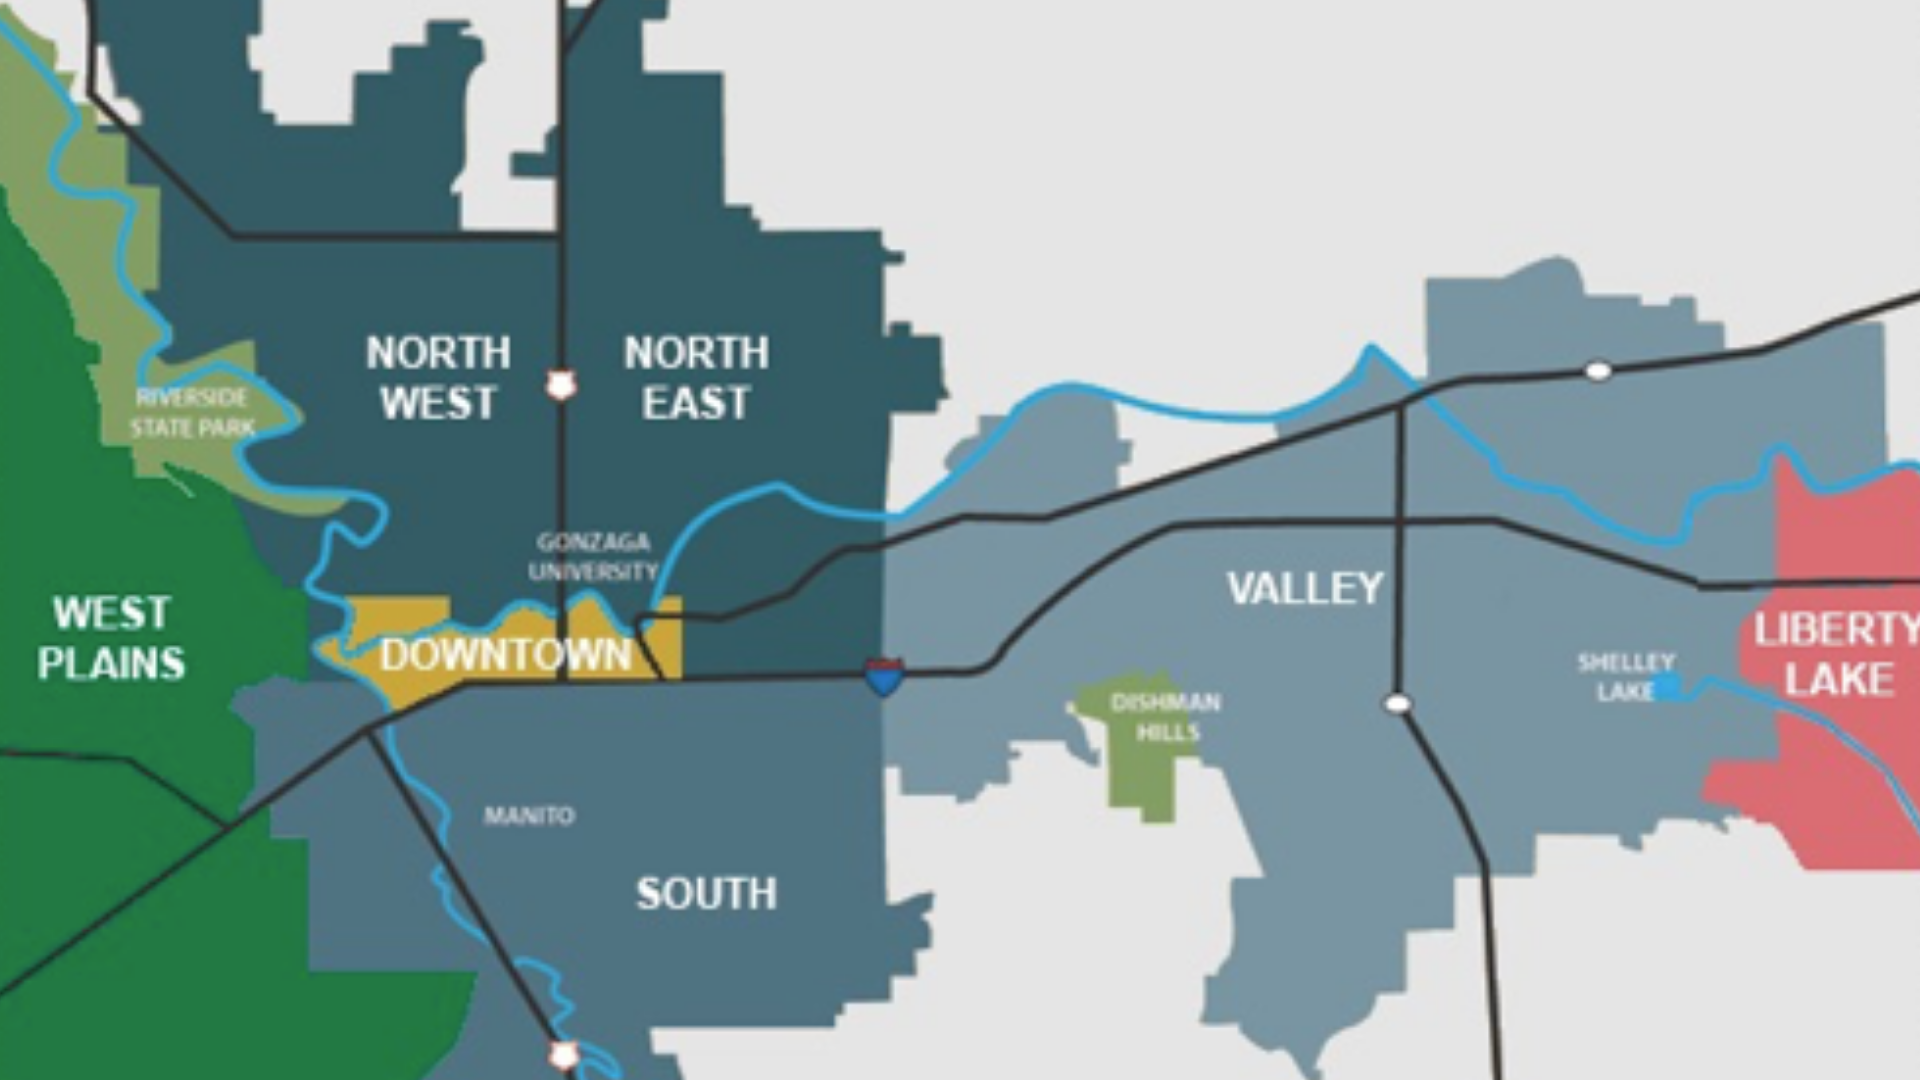 NORTH
WEST
NORTH
EAST
RIVERSIDE
STATE PARK
GONZAGA
UNIVERSITY
WEST
PLAINS
DOWNTOWN
VALLEY
LIBERTY
LAKE
SHELLEY
LAKE
DISHMAN
HILLS
MANITO
SOUTH